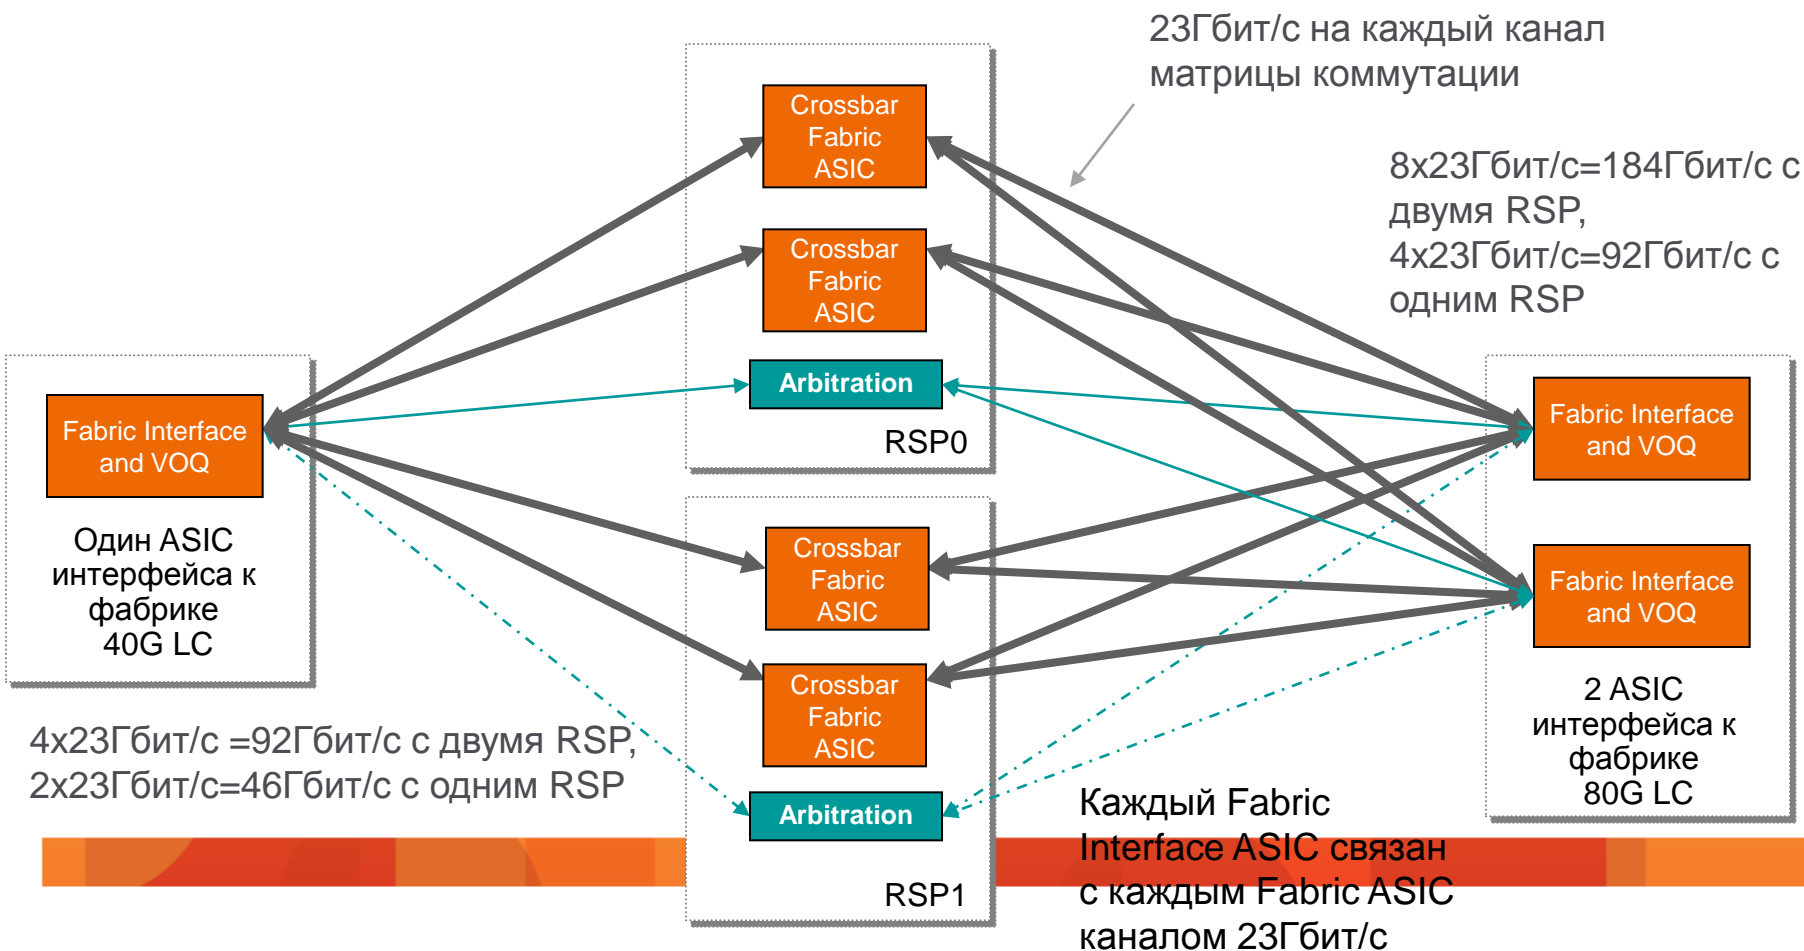 23Гбит/с на каждый канал
матрицы коммутации
Crossbar
Fabric
ASIC
8x23Гбит/с=184Гбит/с с
двумя RSP,
4x23Гбит/с=92Гбит/с с
одним RSP
Crossbar
Fabric
ASIC
Arbitration
RSP0
Fabric Interface
and VOQ
Один ASIC
интерфейса к
фабрике
40G LC
Fabric Interface
and VOQ
Fabric Interface
and VOQ
2 ASIC
интерфейса к
фабрике
80G LC
Crossbar
Fabric
ASIC
Crossbar
Fabric
ASIC
Arbitration
RSP1
4x23Гбит/с =92Гбит/с с двумя RSP,
2x23Гбит/с=46Гбит/с с одним RSP
Каждый Fabric
Interface ASIC связан
с каждым Fabric ASIC
каналом 23Гбит/с